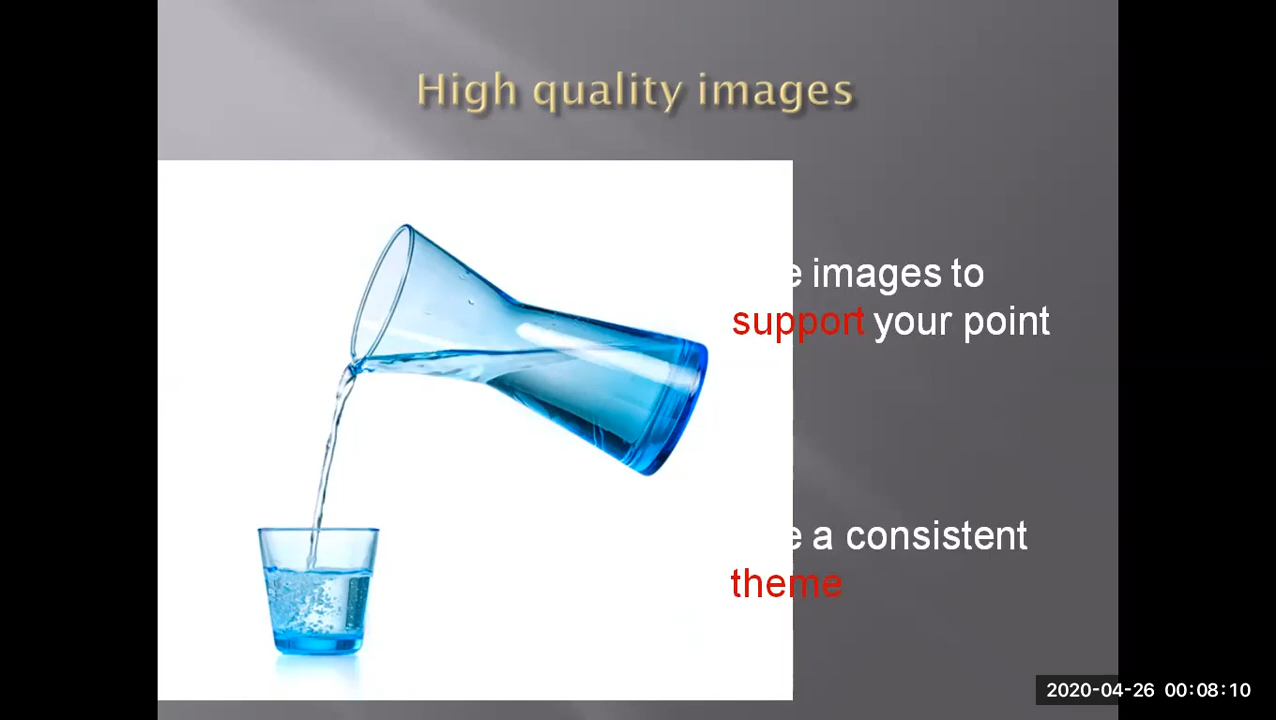 High quality images
e images to
support your point
e a consistent
theme
2020-04-26 00:08:10